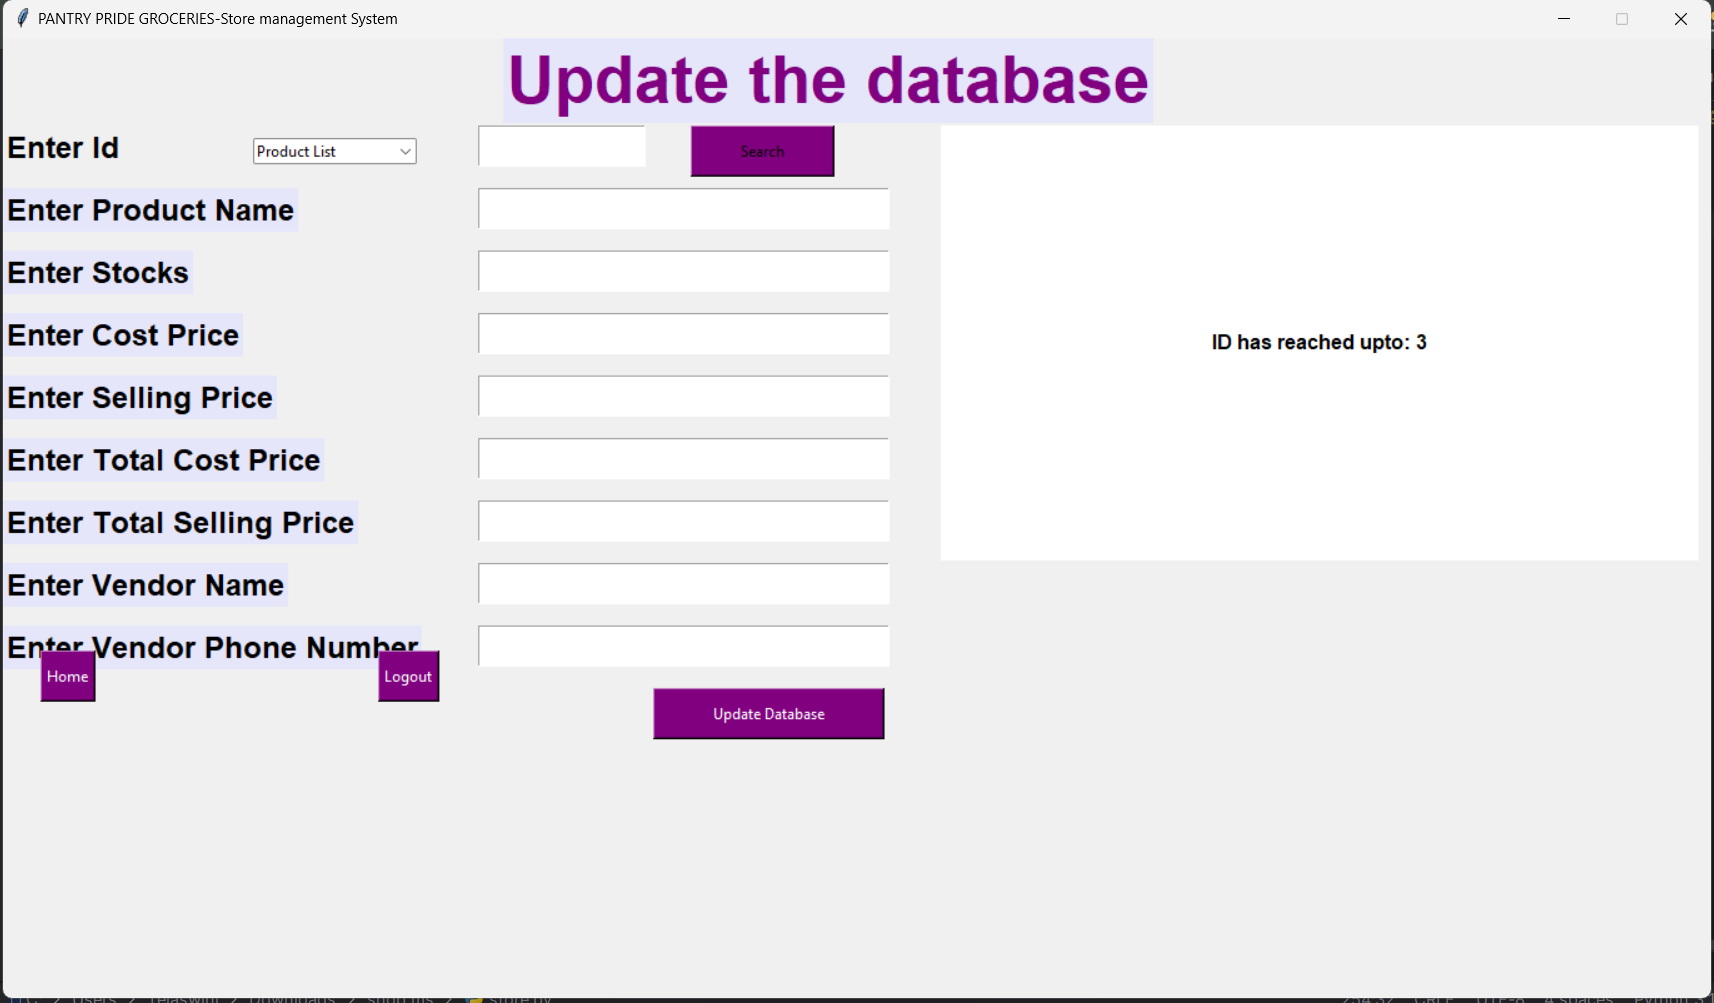 PANTRY PRIDE GROCERIES-Store management System
Update the database
Enter Id
Product List
Search
Enter Product Name
Enter Stocks
Enter Cost Price
ID has reached upto: 3
Enter Selling Price
Enter Total Cost Price
Enter Total Selling Price
Enter Vendor Name
Enter Vendor Phone Number
Home
Logout
Update Database